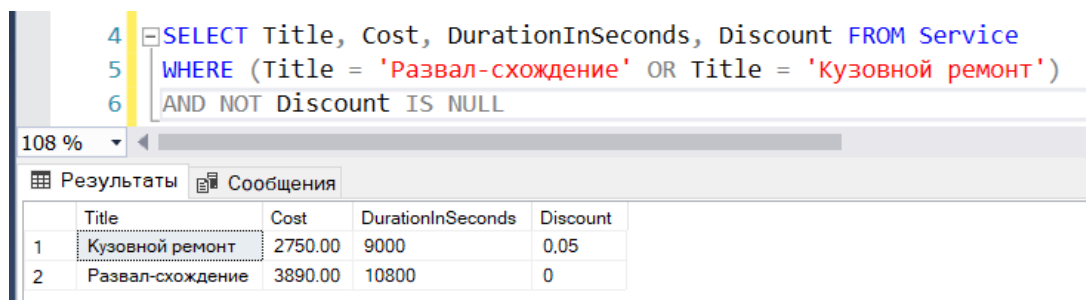 4 SELECT Title, Cost, DurationInSeconds, Discount FROM Service
5 WHERE (Title = 'Развал-схождение' OR Title = 'Кузовной ремонт')
6 AND NOT Discount IS NULL
108 %
Результаты Сообщения
Title Cost DurationInSeconds Discount
1 Кузовной ремонт 2750.00 9000 0,05
2 Развал-схождение 3890.00 10800 0